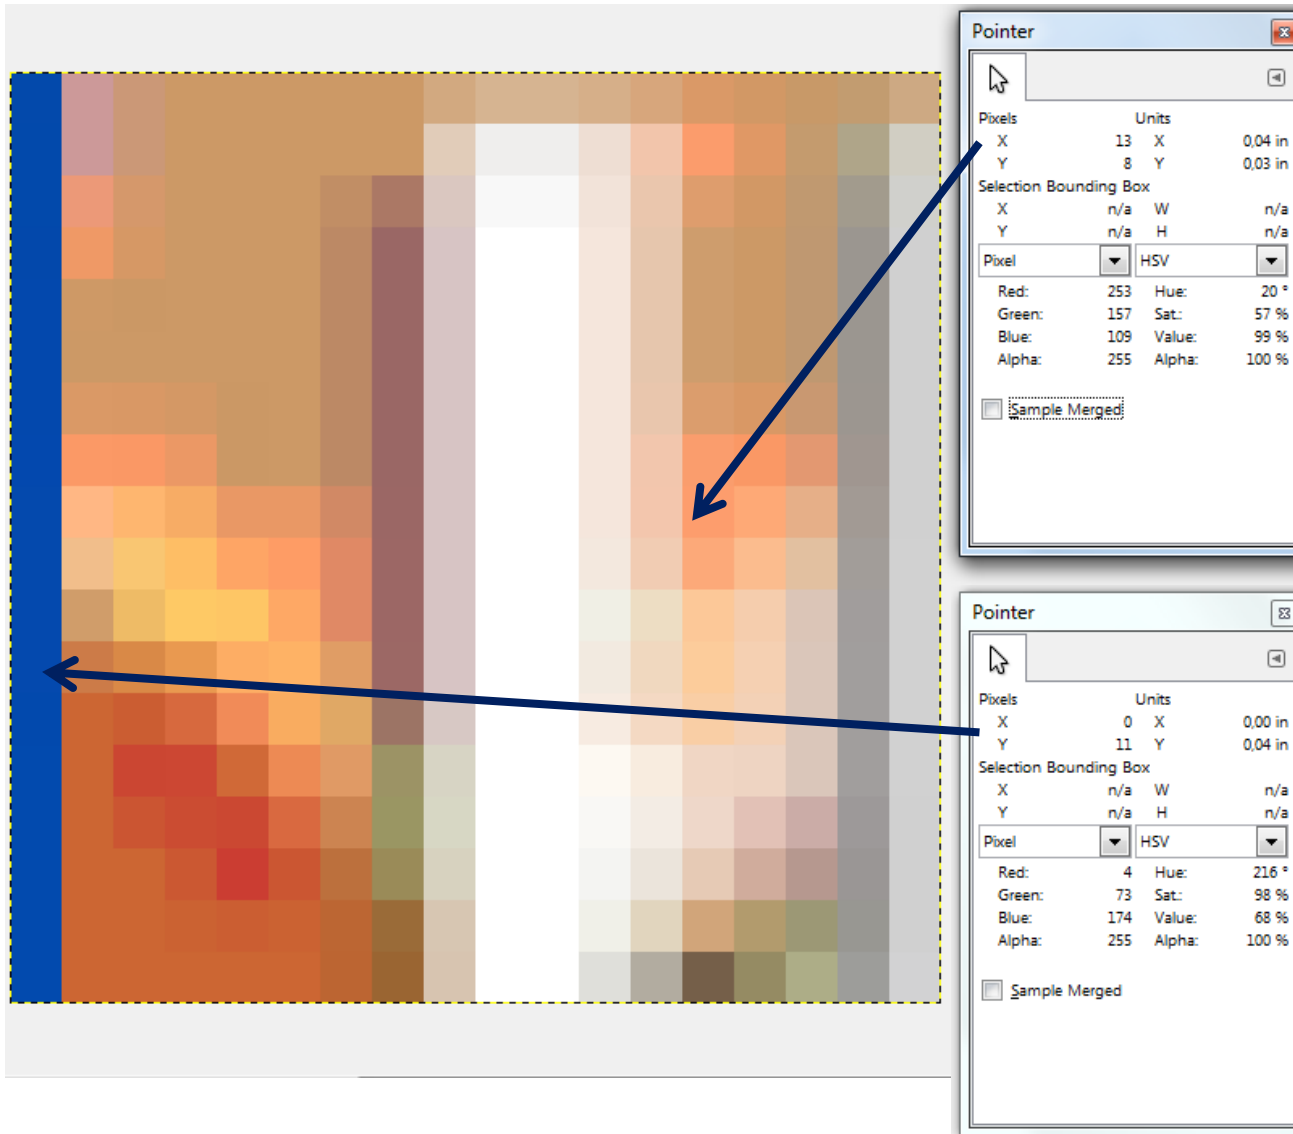 Pointer
Pixels Units
X 13 X 0,04 in
Y 8 Y 0,03 in
Selection Bounding Box
X n/a W n/a
Y n/a H n/a
Pixel HSV
Red: 253 Hue: 20 °
Green: 157 Sat.: 57 %
Blue: 109 Value: 99 %
Alpha: 255 Alpha: 100 %
Sample Merged
Pointer
Pixels Units
X 0 X 0,00 in
Y 11 Y 0,04 in
Selection Bounding Box
X n/a W n/a
Y n/a H n/a
Pixel HSV
Red: 4 Hue: 216 °
Green: 73 Sat.: 98 %
Blue: 174 Value: 68 %
Alpha: 255 Alpha: 100 %
Sample Merged